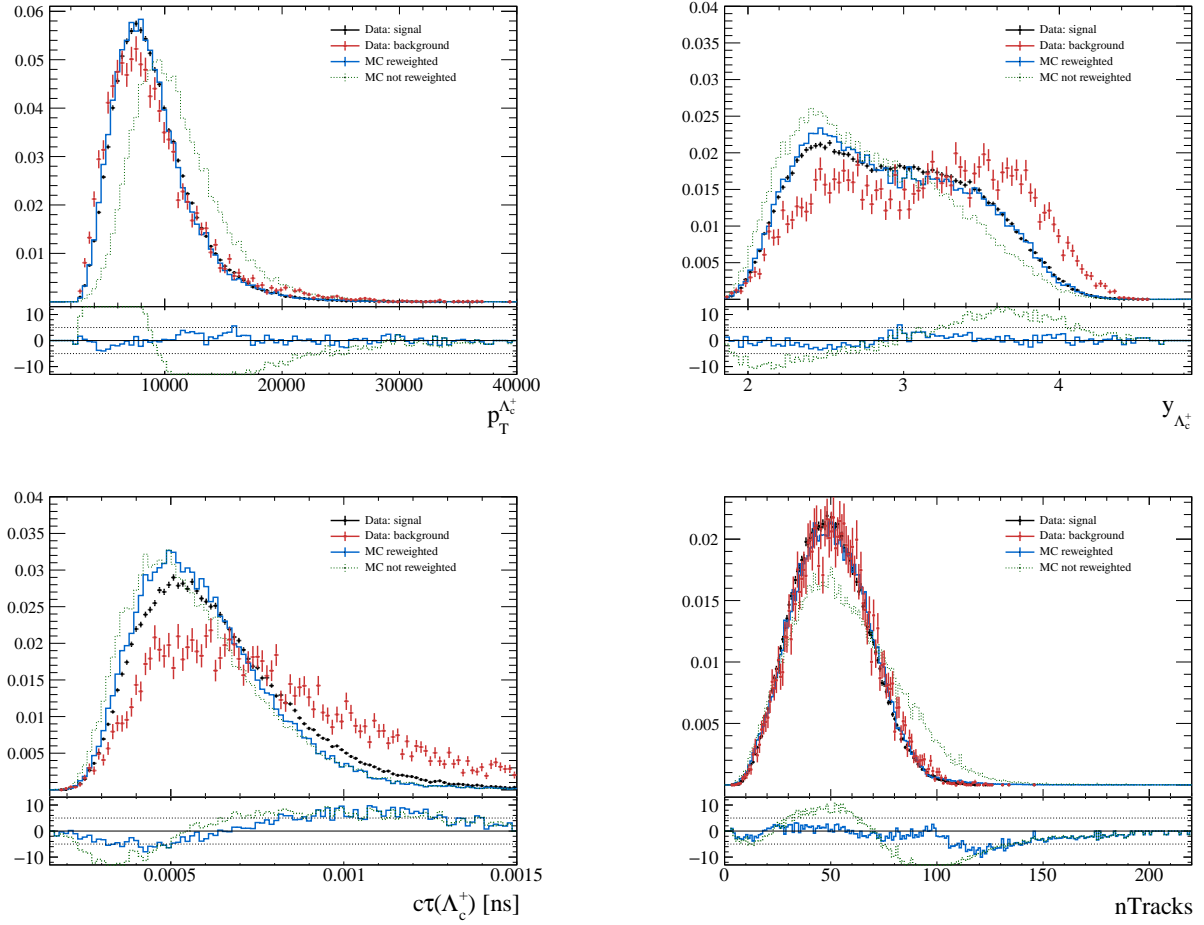 0.06
0.05
0.04
0.03
0.02
0.01
Data: signal
Data: background
MC reweighted
MC not reweighted
10
0
−10
10000 20000 30000 40000
p_T^{Λ_c^+}
0.04
0.035
0.03
0.025
0.02
0.015
0.01
0.005
Data: signal
Data: background
MC reweighted
MC not reweighted
10
0
−10
2 3 4
y_{Λ_c^+}
0.04
0.035
0.03
0.025
0.02
0.015
0.01
0.005
Data: signal
Data: background
MC reweighted
MC not reweighted
10
0
−10
0.0005 0.001 0.0015
cτ(Λ_c^+) [ns]
0.02
0.015
0.01
0.005
Data: signal
Data: background
MC reweighted
MC not reweighted
10
0
−10
0 50 100 150 200
nTracks